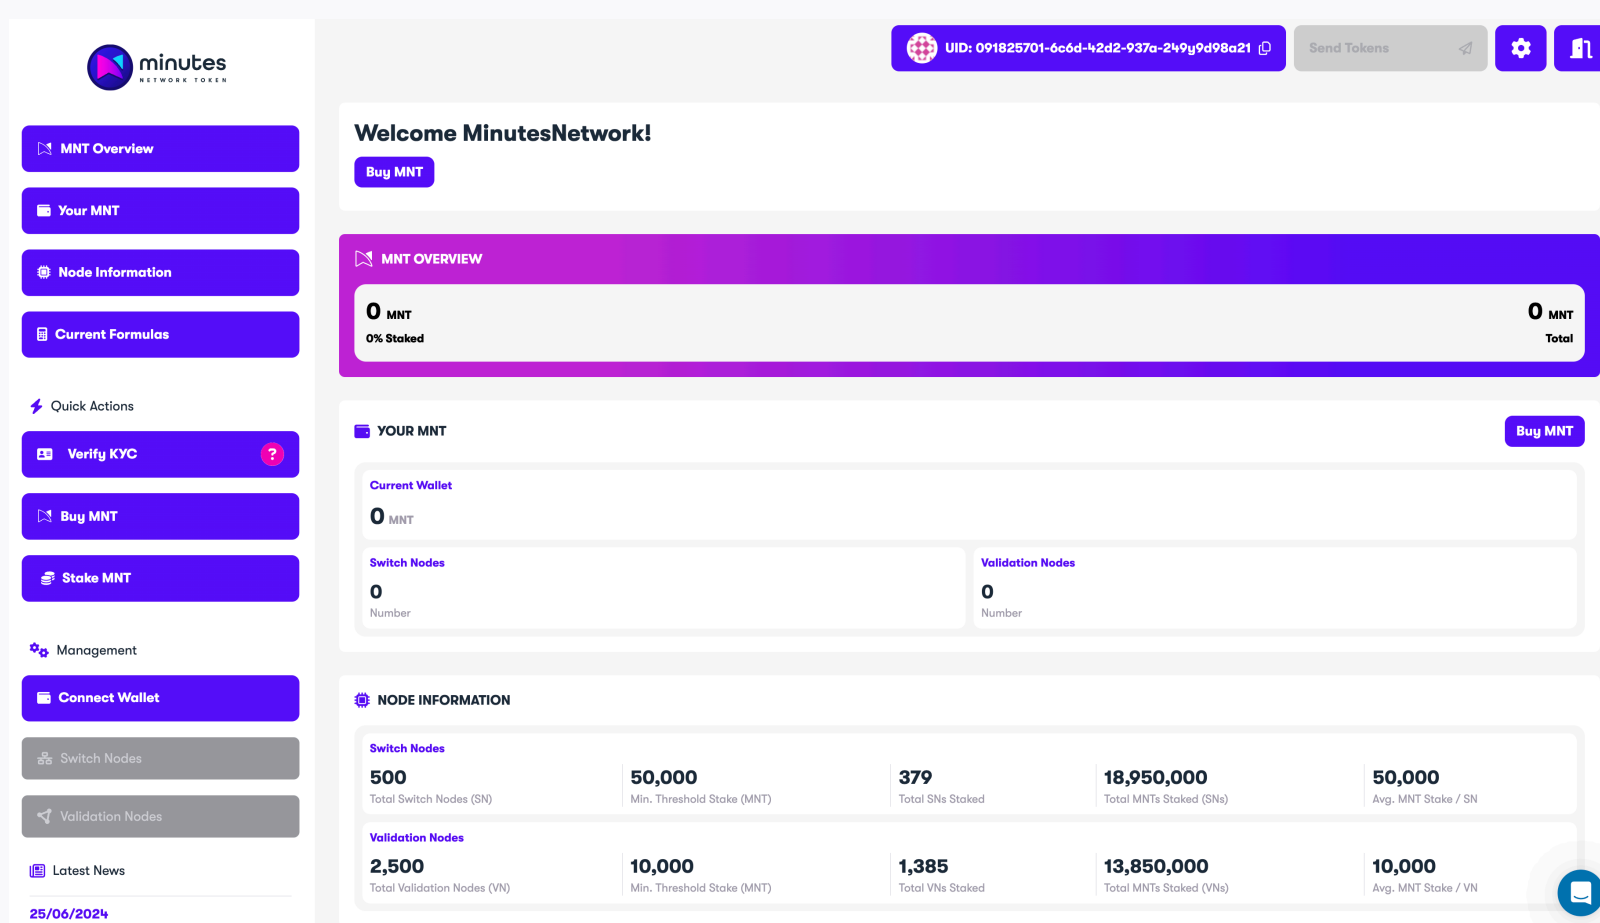 minutes
NETWORK TOKEN
MNT Overview
Your MNT
Node Information
Current Formulas
Quick Actions
Verify KYC ?
Buy MNT
Stake MNT
Management
Connect Wallet
Switch Nodes
Validation Nodes
Latest News
25/06/2024
UID: 091825701-6c6d-42d2-937a-249y9d98a21
Send Tokens
Welcome MinutesNetwork!
Buy MNT
MNT OVERVIEW
0 MNT
0% Staked
0 MNT
Total
YOUR MNT
Buy MNT
Current Wallet
0 MNT
Switch Nodes
0
Number
Validation Nodes
0
Number
NODE INFORMATION
Switch Nodes
500
Total Switch Nodes (SN)
50,000
Min. Threshold Stake (MNT)
379
Total SNs Staked
18,950,000
Total MNTs Staked (SNs)
50,000
Avg. MNT Stake / SN
Validation Nodes
2,500
Total Validation Nodes (VN)
10,000
Min. Threshold Stake (MNT)
1,385
Total VNs Staked
13,850,000
Total MNTs Staked (VNs)
10,000
Avg. MNT Stake / VN